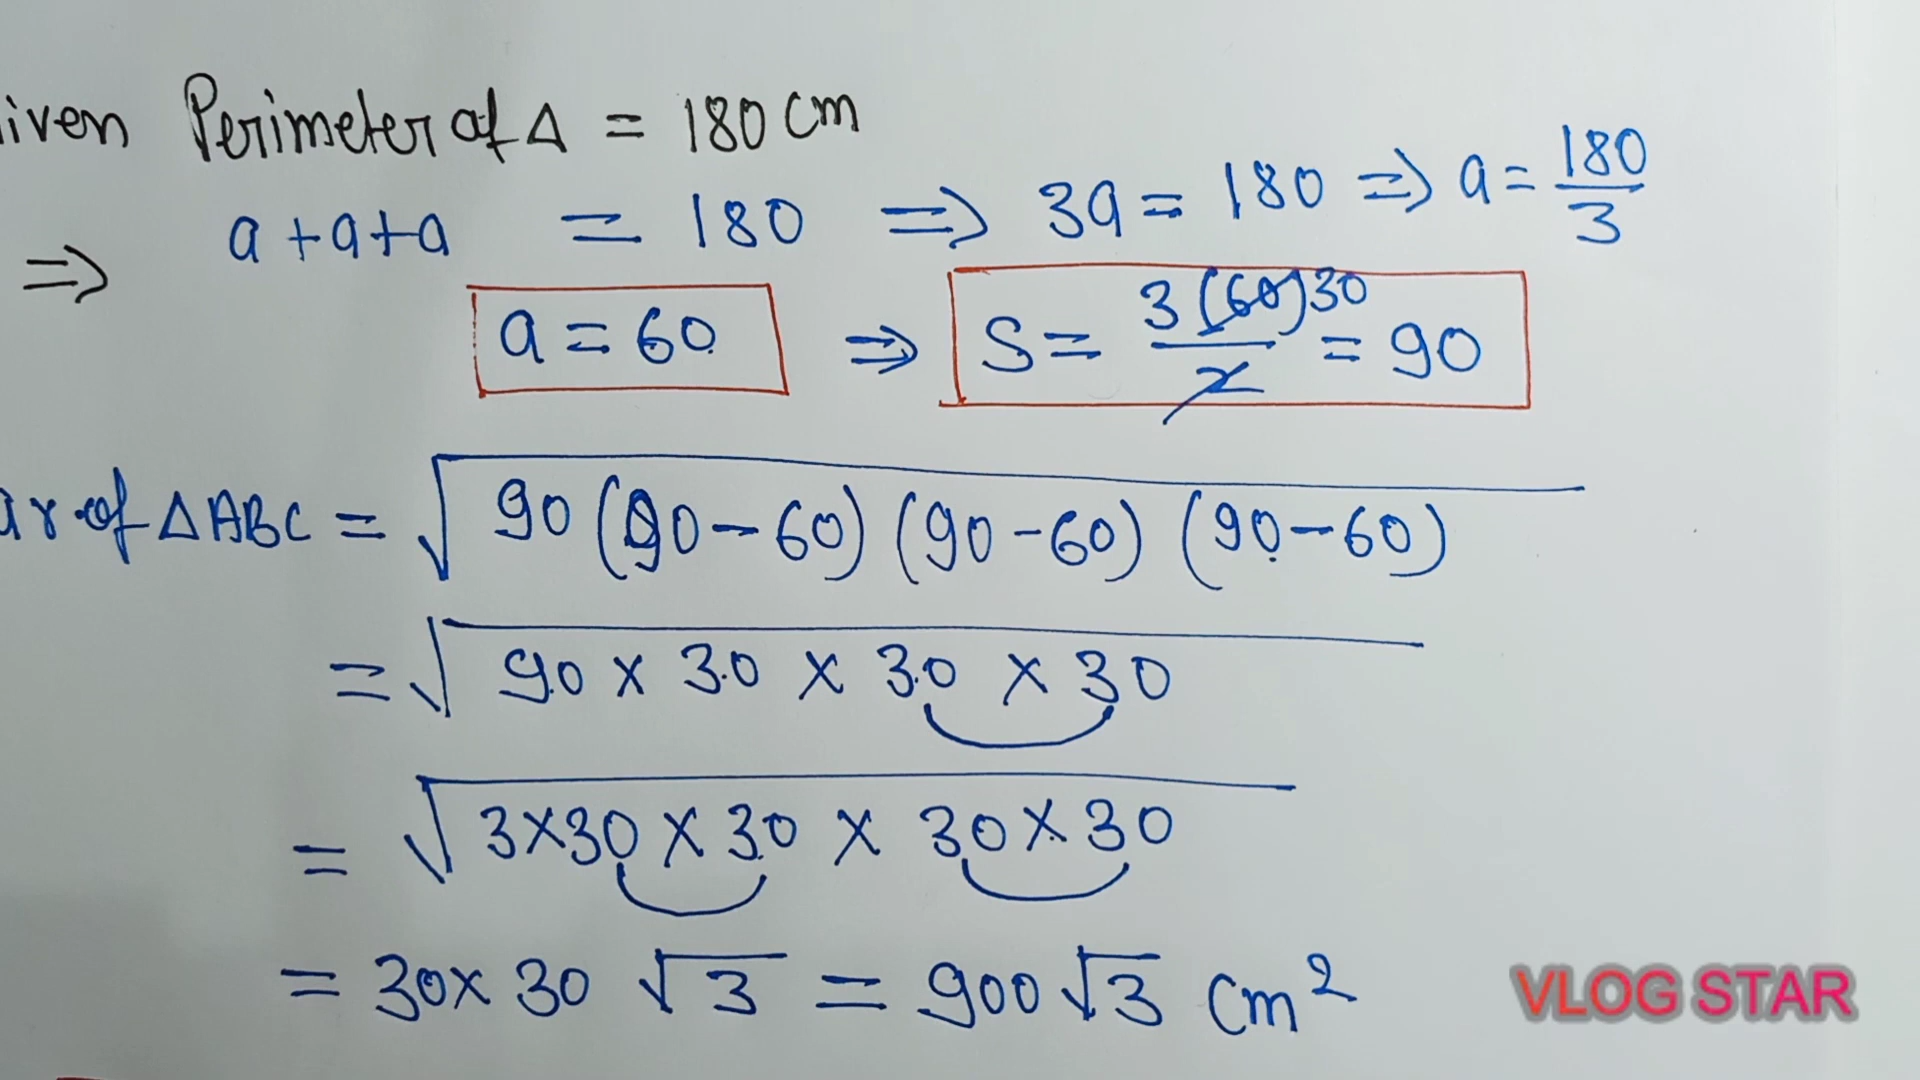 iven Perimeter of Δ = 180 cm
⇒ a + a + a = 180 ⇒ 3a = 180 ⇒ a = 180/3
a = 60 ⇒ S = 3(60)30/2 = 90
ar. of ΔABC = √90(90-60)(90-60)(90-60)
= √90 × 30 × 30 × 30
= √3×30 × 30 × 30×30
= 30×30 √3 = 900√3 cm²
VLOG STAR